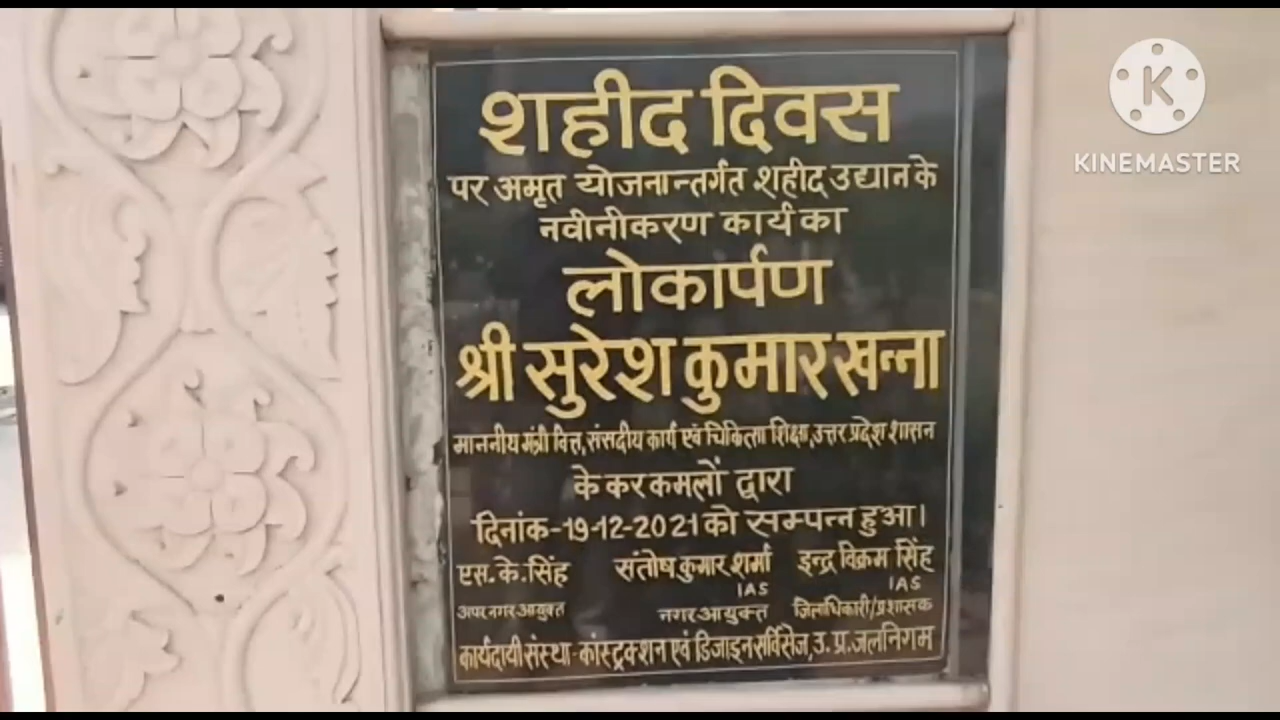 शहीद दिवस
पर अमृत योजनान्तर्गत शहीद उद्यान के
नवीनीकरण कार्य का
लोकार्पण
श्री सुरेश कुमार खन्ना
माननीय मंत्री वित्त, संसदीय कार्य एवं चिकित्सा शिक्षा, उत्तर प्रदेश शासन
के कर कमलों द्वारा
दिनांक-19-12-2021 को सम्पन्न हुआ।
एस. के. सिंह संतोष कुमार शर्मा इन्द्र विक्रम सिंह
IAS IAS
अपर नगर आयुक्त नगर आयुक्त जिलाधिकारी/प्रशासक
कार्यदायी संस्था-कांस्ट्रक्शन एवं डिजाइन सर्विसेज, उ. प्र. जल निगम
K
KINEMASTER